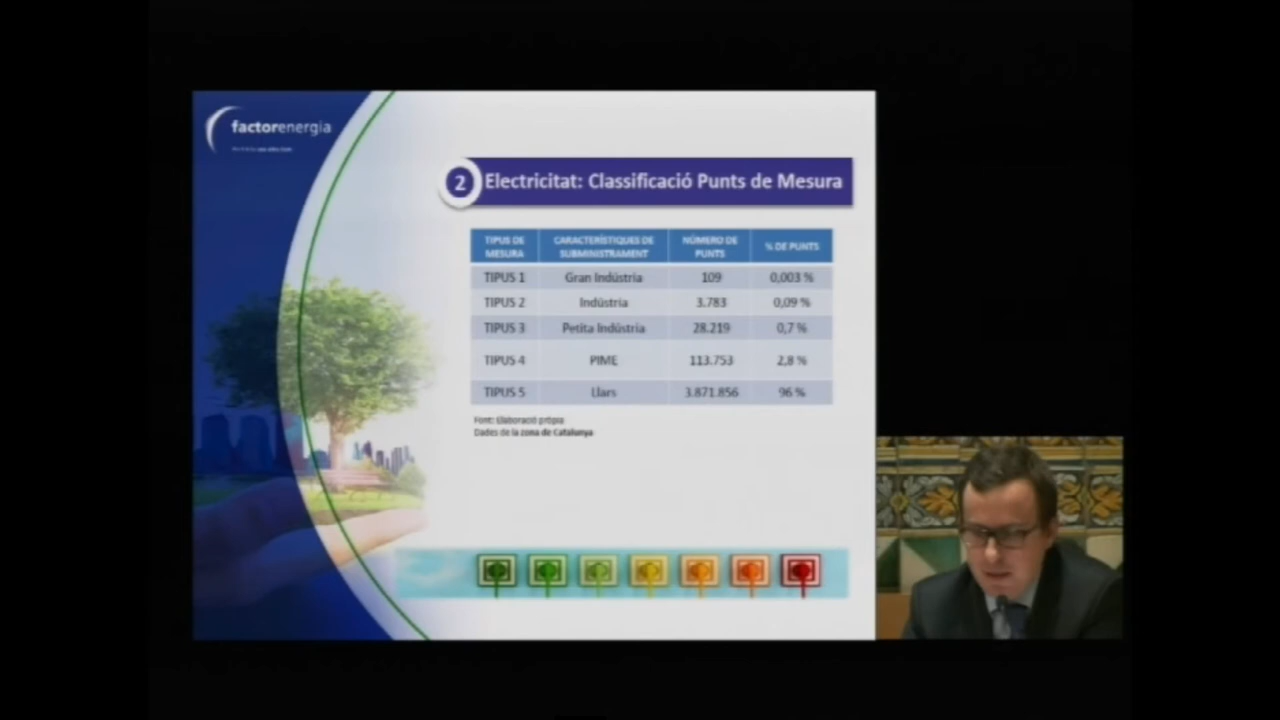 factorenergia
2 Electricitat: Classificació Punts de Mesura
TIPUS DE MESURA CARACTERÍSTIQUES DE SUBMINISTRAMENT NÚMERO DE PUNTS % DE PUNTS
TIPUS 1 Gran Indústria 109 0,003 %
TIPUS 2 Indústria 3.783 0,09 %
TIPUS 3 Petita Indústria 28.219 0,7 %
TIPUS 4 PIME 113.753 2,8 %
TIPUS 5 Llars 3.871.856 96 %
Font: Elaboració pròpia
Dades de la zona de Catalunya